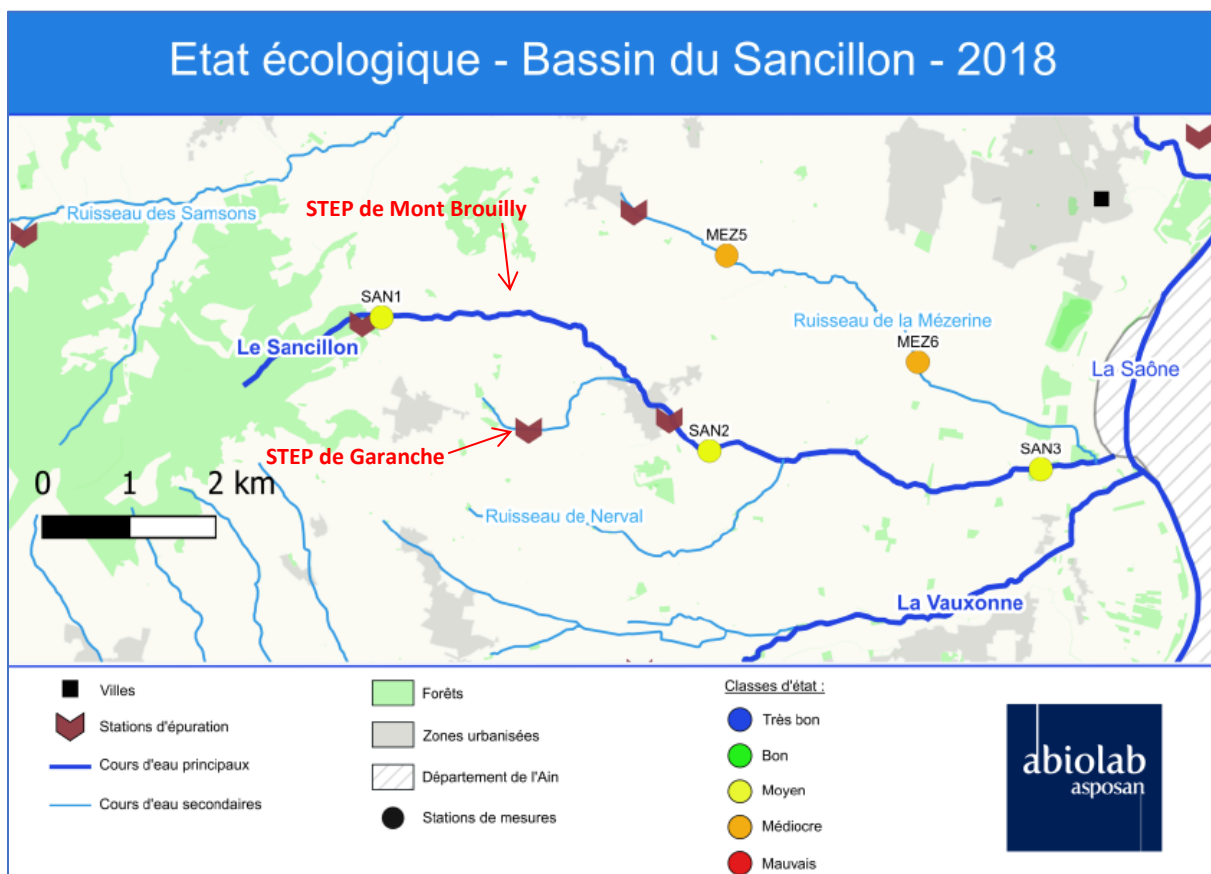 Etat écologique - Bassin du Sancillon - 2018
Ruisseau des Samsons
STEP de Mont Brouilly
MEZ5
SAN1
Ruisseau de la Mézerine
Le Sancillon
MEZ6
La Saône
SAN2
STEP de Garanche
SAN3
0 1 2 km
Ruisseau de Nerval
La Vauxonne
Villes
Stations d'épuration
Cours d'eau principaux
Cours d'eau secondaires
Forêts
Zones urbanisées
Département de l'Ain
Stations de mesures
Classes d'état :
Très bon
Bon
Moyen
Médiocre
Mauvais
abiolab
asposan